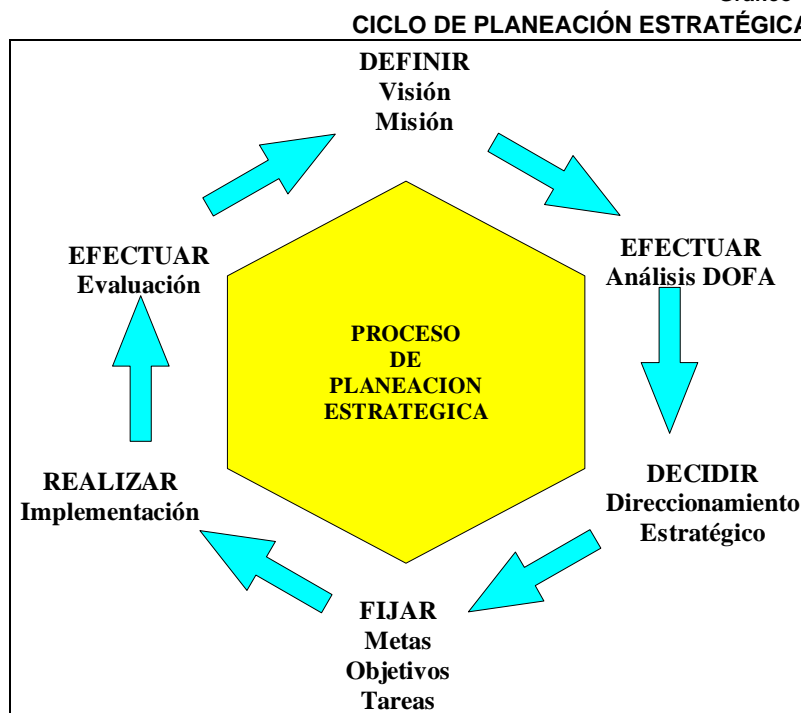 CICLO DE PLANEACIÓN ESTRATÉGICA
DEFINIR
Visión
Misión
EFECTUAR
Análisis DOFA
DECIDIR
Direccionamiento
Estratégico
FIJAR
Metas
Objetivos
Tareas
REALIZAR
Implementación
EFECTUAR
Evaluación
PROCESO
DE
PLANEACION
ESTRATEGICA